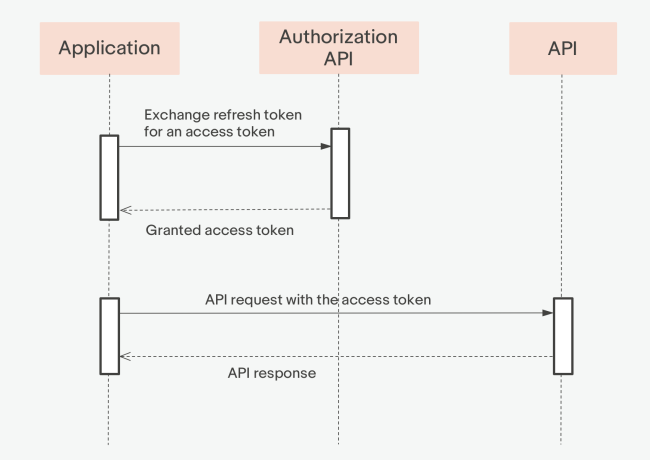 Application
Authorization
API
API
Exchange refresh token
for an access token
Granted access token
API request with the access token
API response